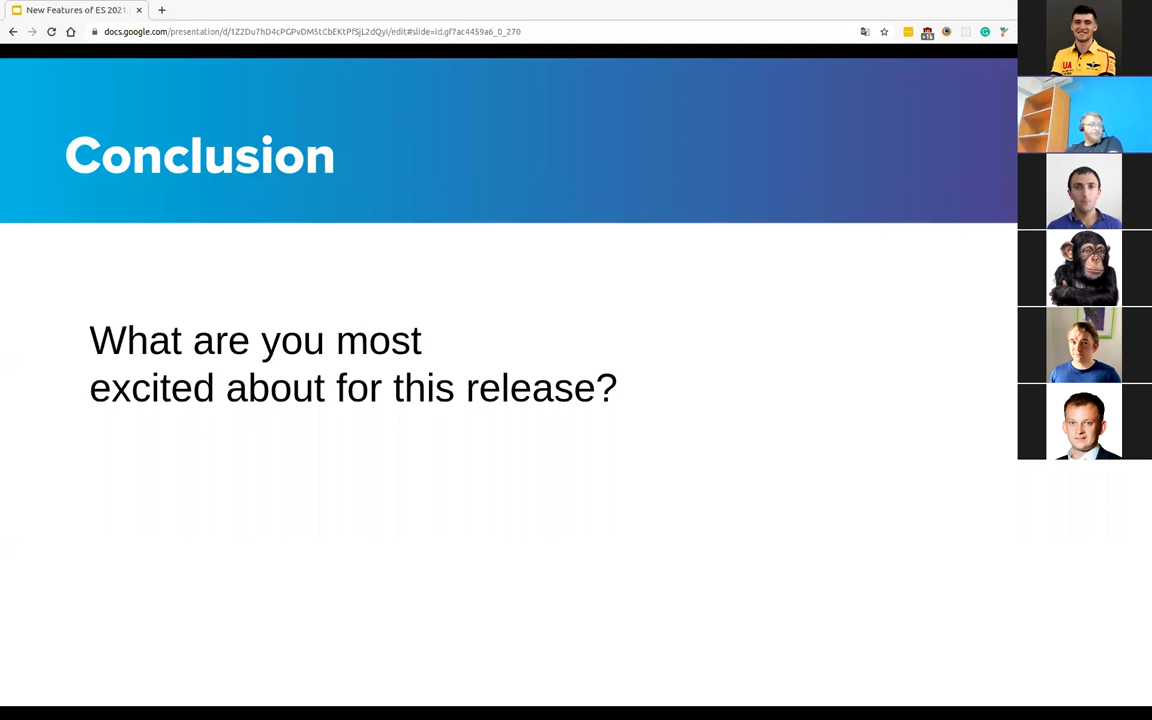 New Features of ES 2021.
docs.google.com/presentation/d/1Z2Du7hD4cPGPvDM5tCbEKtPfSjL2dQyi/edit#slide=id.gf7ac4459a6_0_270
Conclusion
What are you most
excited about for this release?
UA